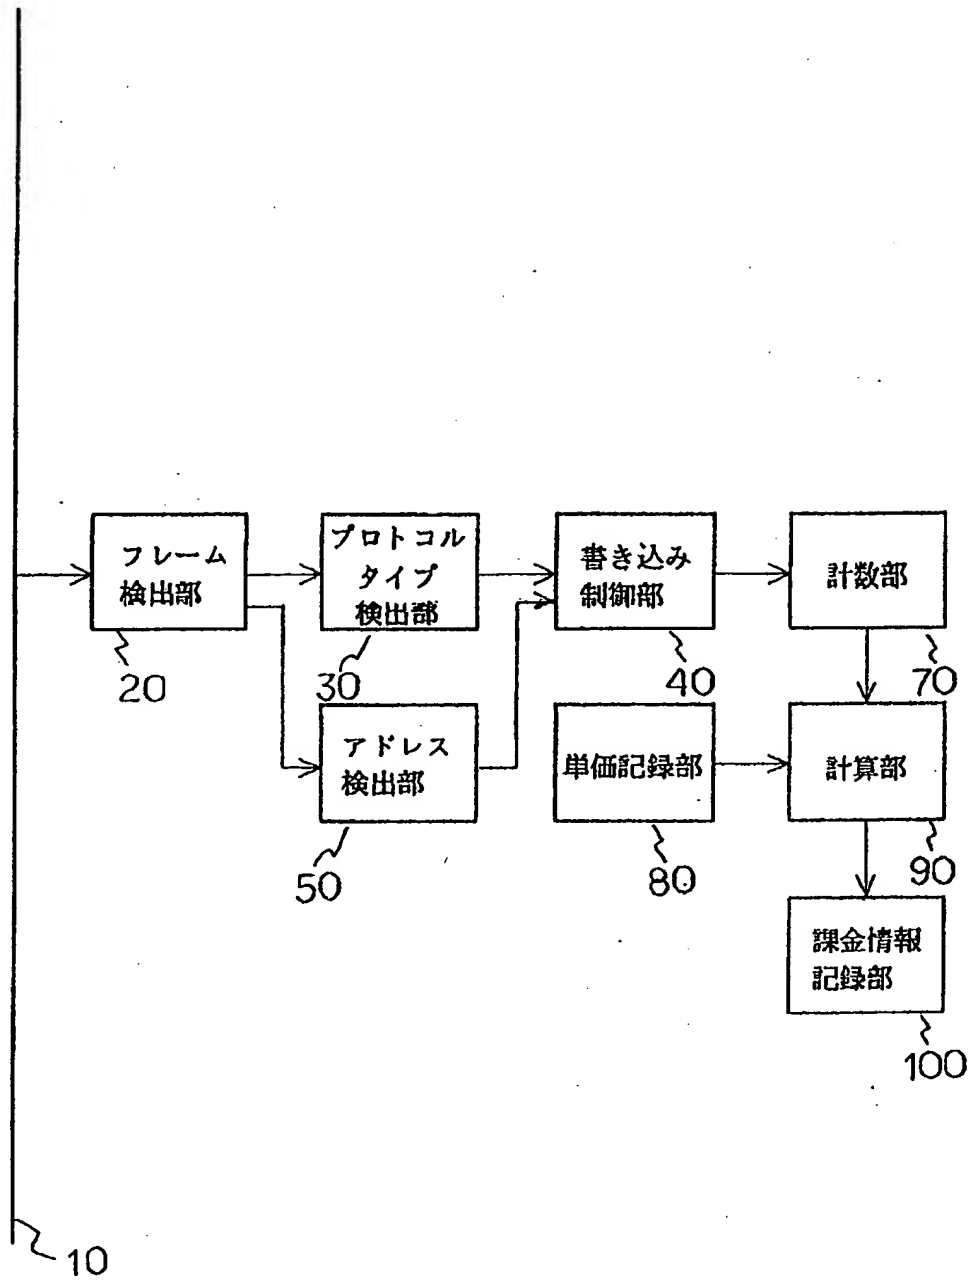 フレーム
検出部
20
プロトコル
タイプ
検出部
30
書き込み
制御部
40
計数部
70
アドレス
検出部
50
単価記録部
80
計算部
90
課金情報
記録部
100
10